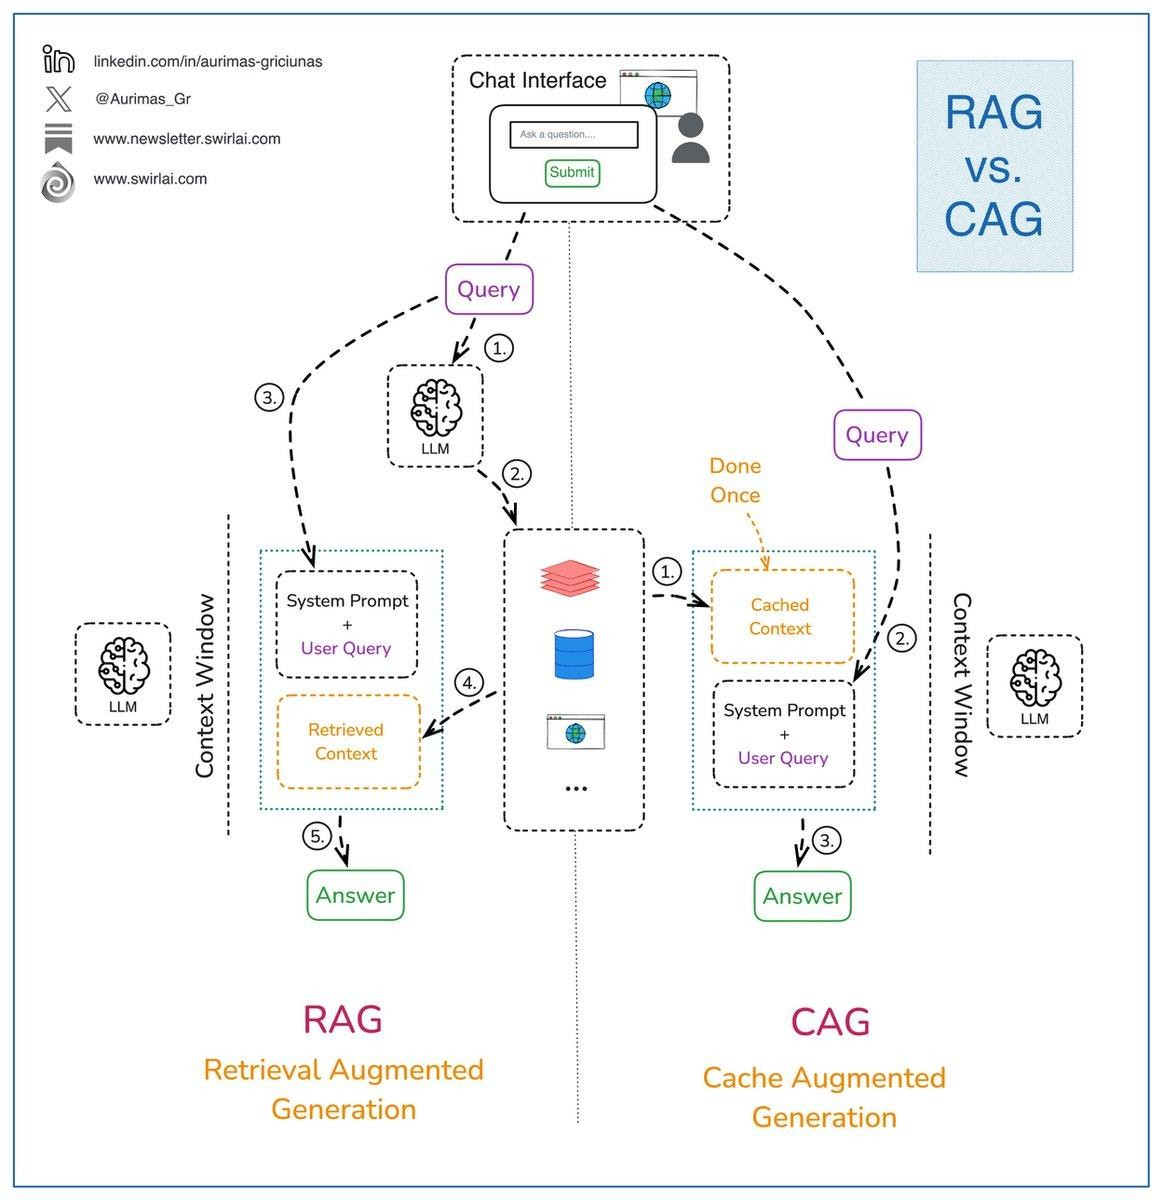 linkedin.com/in/aurimas-griciunas
@Aurimas_Gr
www.newsletter.swirlai.com
www.swirlai.com
Chat Interface
Ask a question....
Submit
RAG
vs.
CAG
Query
1.
3.
LLM
2.
Query
Done
Once
1.
Cached
Context
2.
System Prompt
+
User Query
Context Window
LLM
System Prompt
+
User Query
Context Window
LLM
4.
Retrieved
Context
...
5.
Answer
3.
Answer
RAG
Retrieval Augmented
Generation
CAG
Cache Augmented
Generation
in